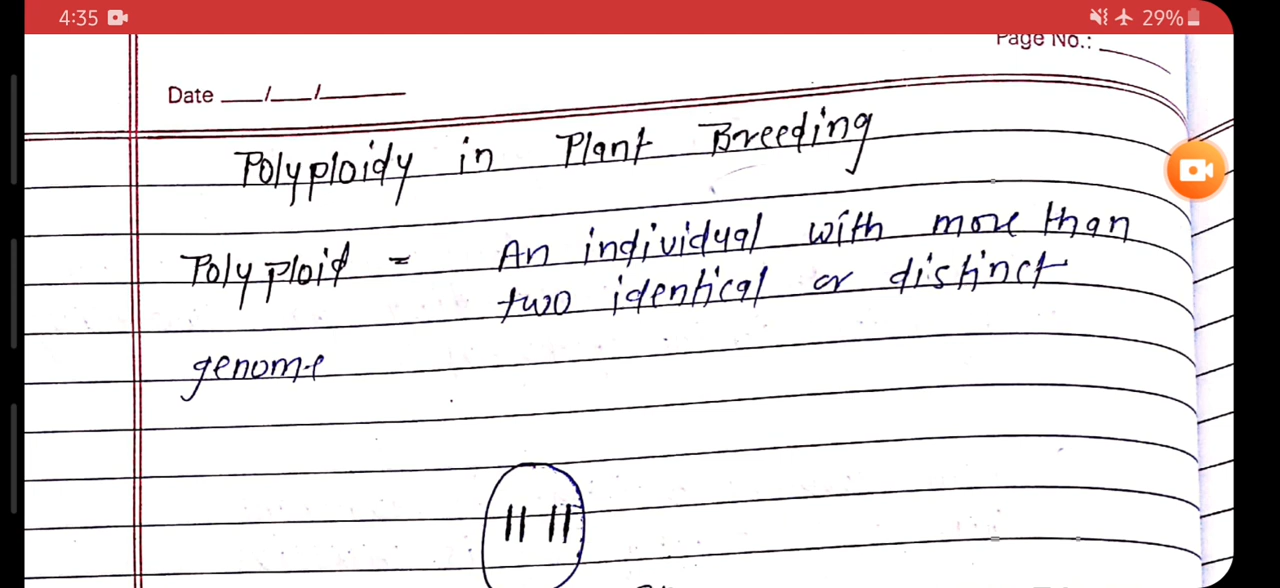 4:35
29%
Page No.:
Date
Polyploidy in Plant Breeding
Polyploid = An individual with more than
two identical or distinct
genome